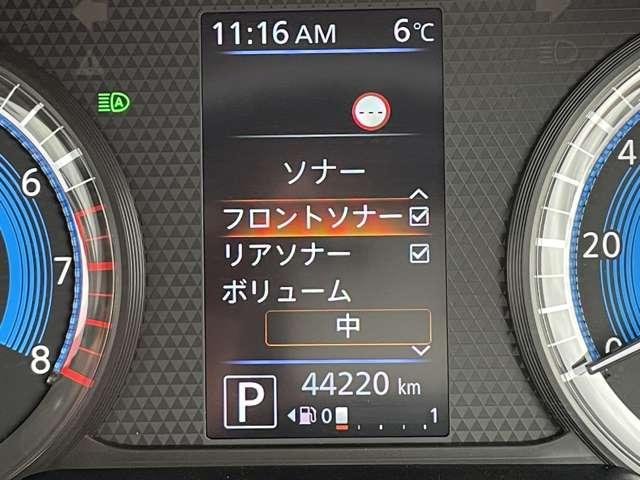 11:16 AM 6℃
---
ソナー
フロントソナー
リアソナー
ボリューム
中
P 44220 km
0 1
6
7
8
4
20
0
A